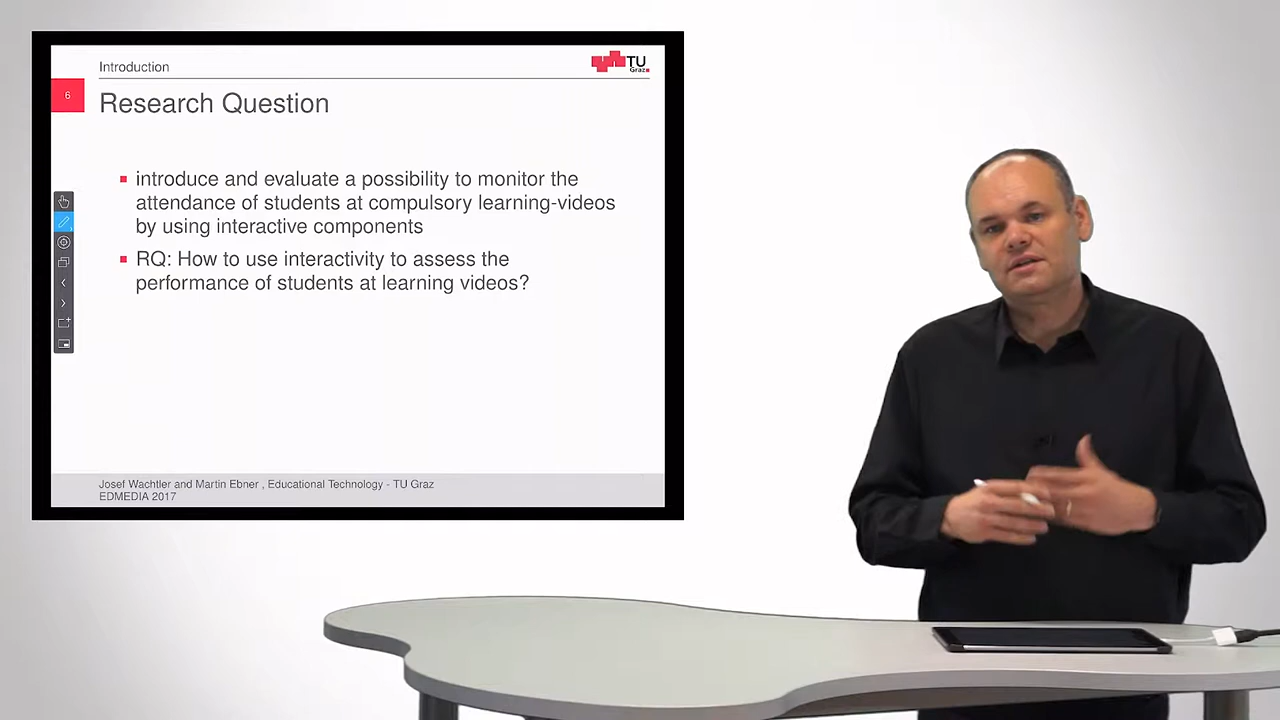 Introduction
TU
Graz
6
Research Question
introduce and evaluate a possibility to monitor the
attendance of students at compulsory learning-videos
by using interactive components
RQ: How to use interactivity to assess the
performance of students at learning videos?
Josef Wachtler and Martin Ebner , Educational Technology - TU Graz
EDMEDIA 2017